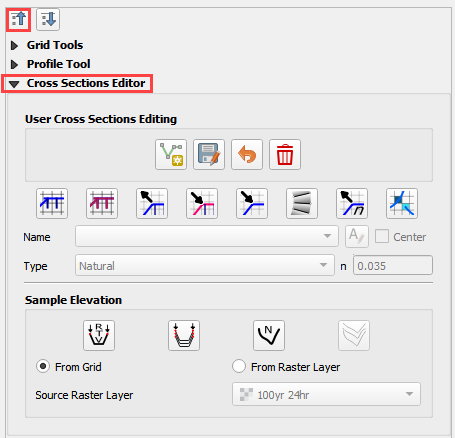 Grid Tools
Profile Tool
Cross Sections Editor
User Cross Sections Editing
Name
A
Center
Type
Natural
n
0.035
Sample Elevation
R
T
V
N
From Grid
From Raster Layer
Source Raster Layer
100yr 24hr